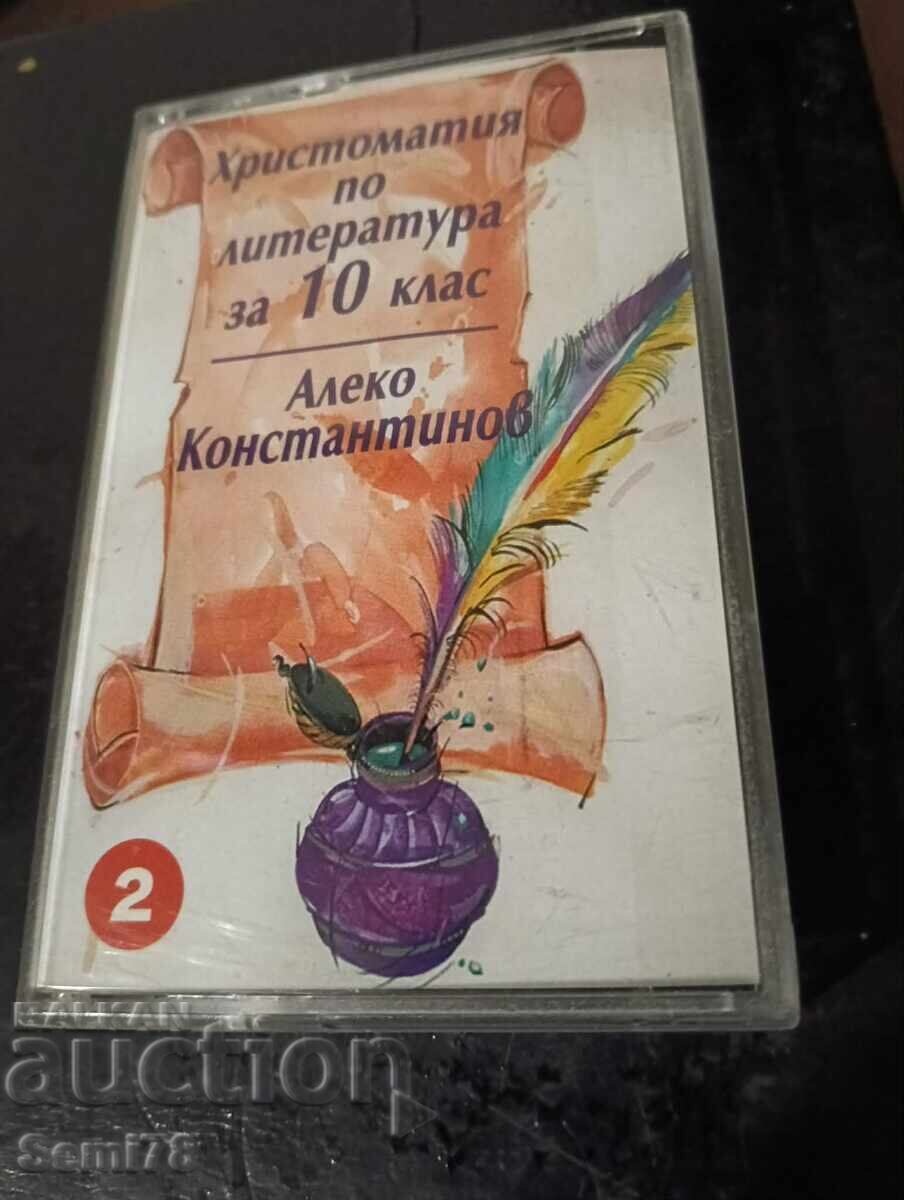 Христоматия
по
литература
за 10 клас
Алеко
Константинов
2
BALKAN
auction
Semi78